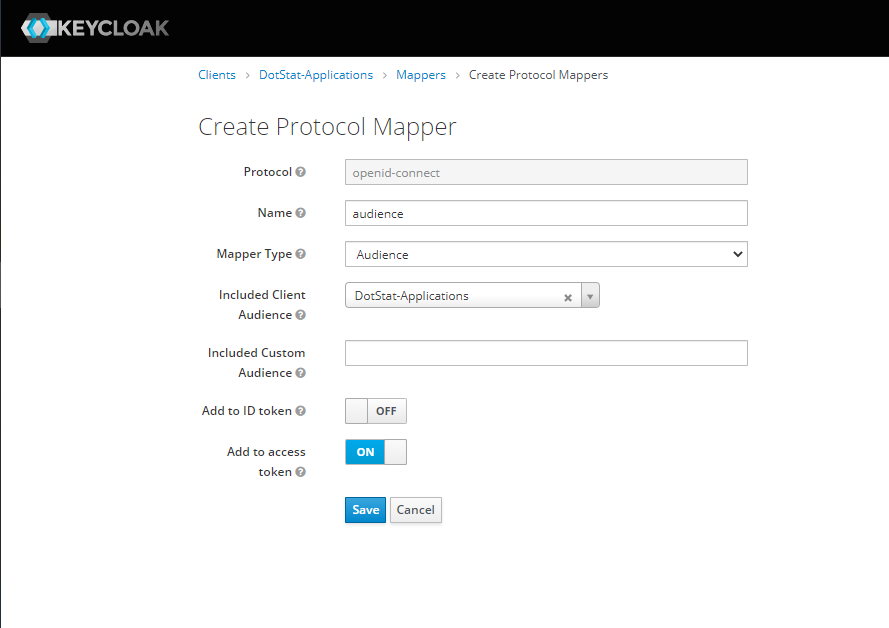 KEYCLOAK
Clients > DotStat-Applications > Mappers > Create Protocol Mappers
Create Protocol Mapper
Protocol ? openid-connect
Name ? audience
Mapper Type ? Audience
Included Client
Audience ? DotStat-Applications ×
Included Custom
Audience ?
Add to ID token ? OFF
Add to access
token ? ON
Save Cancel